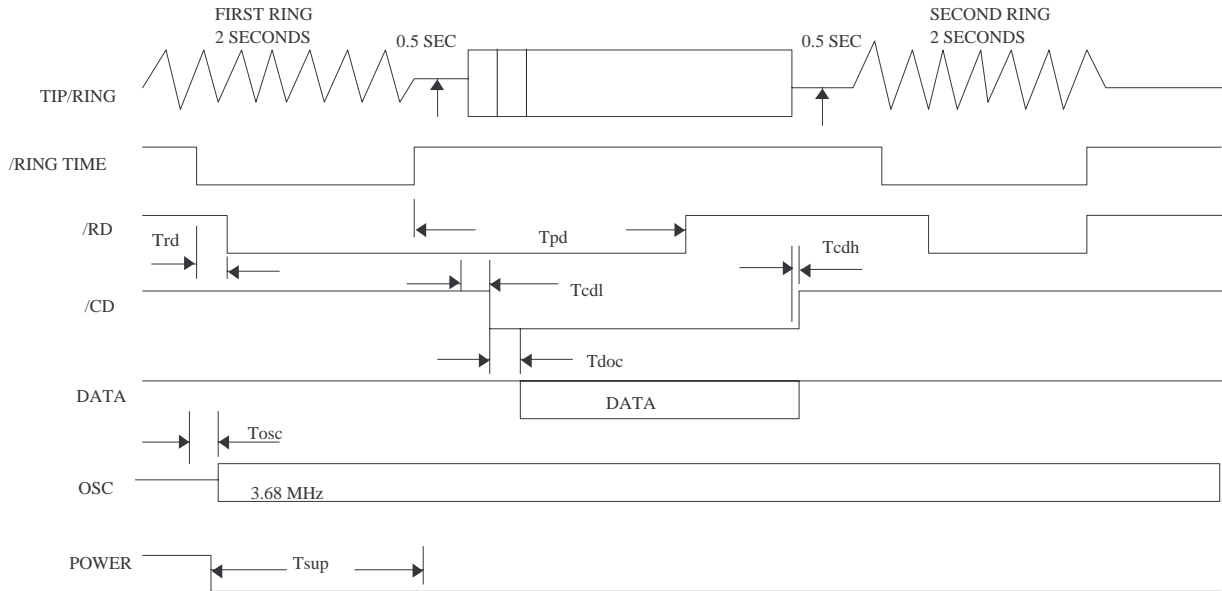 FIRST RING
2 SECONDS
0.5 SEC
0.5 SEC
SECOND RING
2 SECONDS
TIP/RING
/RING TIME
/RD
Trd
Tpd
Tcdh
Tcdl
/CD
Tdoc
DATA
DATA
Tosc
OSC
3.68 MHz
POWER
Tsup